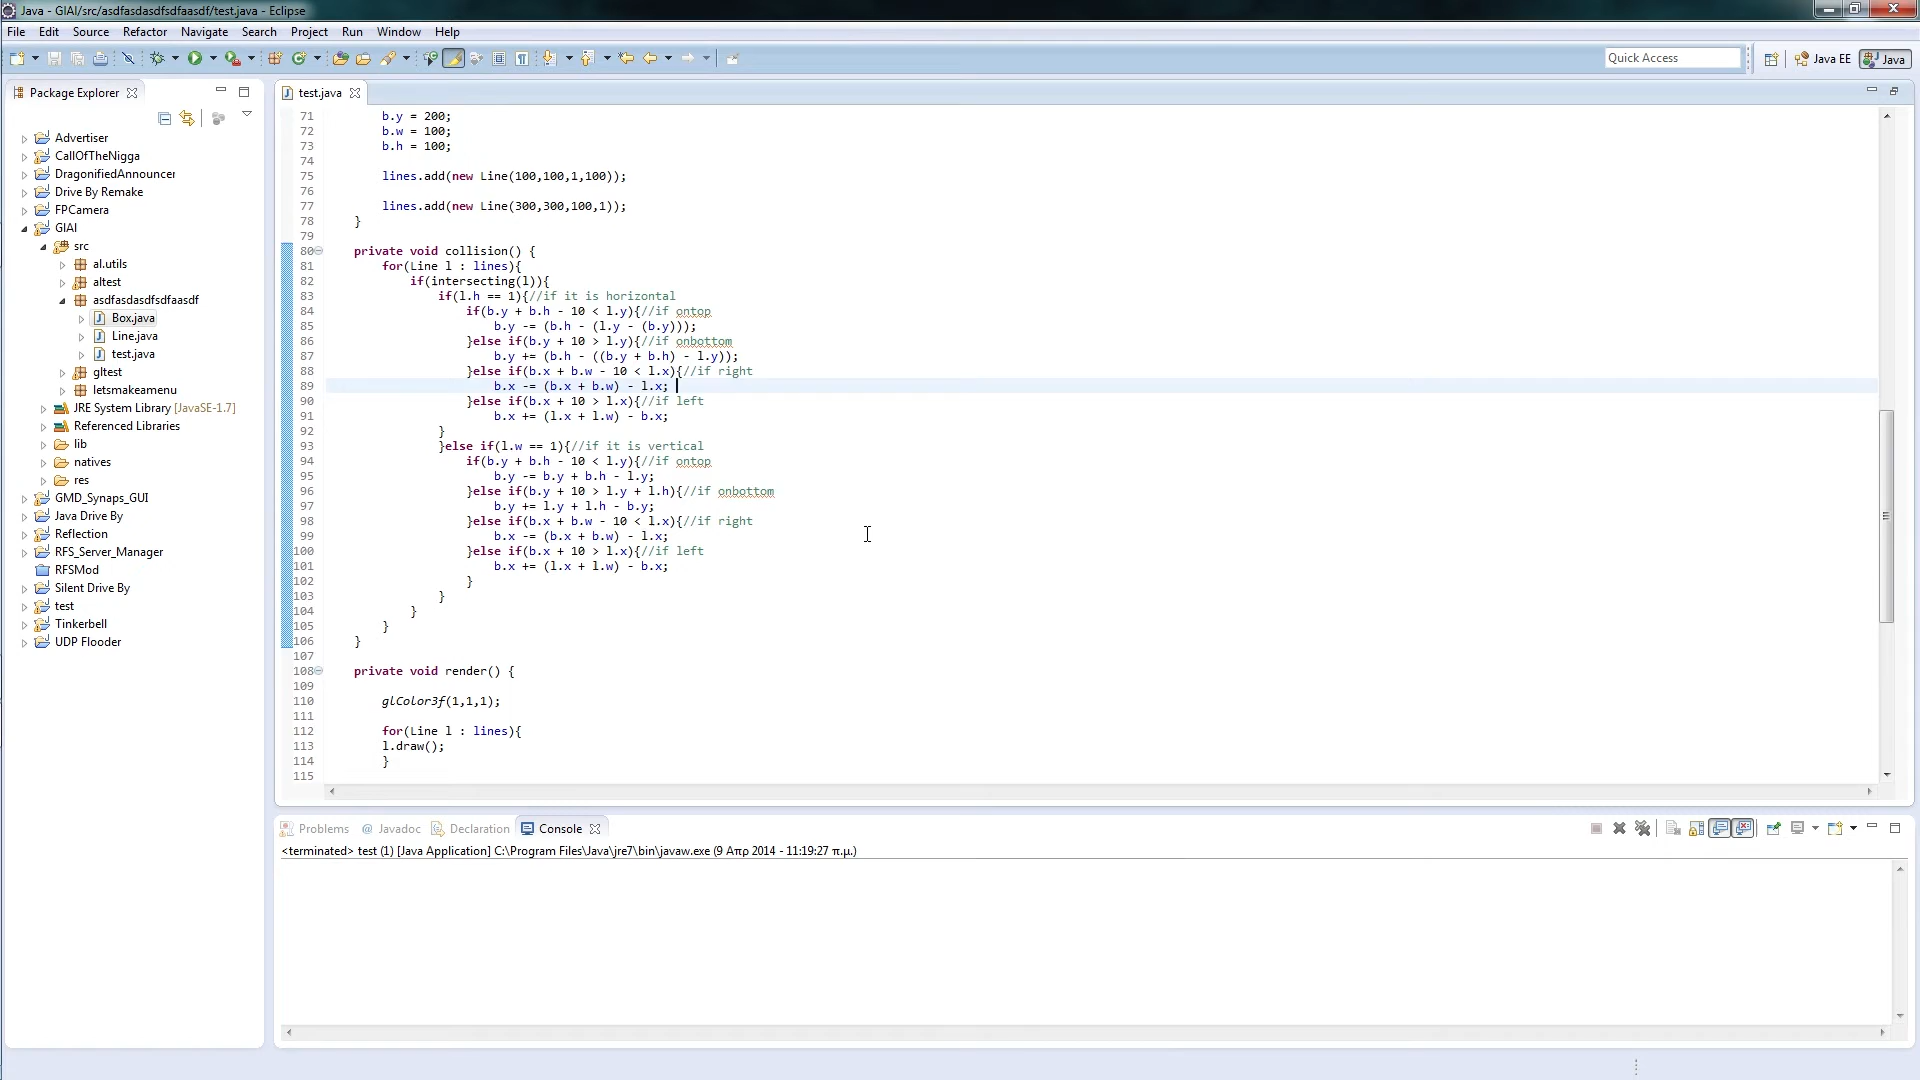 Java - GIAI/src/asdfasdasdfsdfaasdf/test.java - Eclipse
File Edit Source Refactor Navigate Search Project Run Window Help
Quick Access
Java EE
Java
Package Explorer
Advertiser
CallOfTheNigga
DragonifiedAnnouncer
Drive By Remake
FPCamera
GIAI
src
al.utils
altest
asdfasdasdfsdfaasdf
Box.java
Line.java
test.java
gltest
letsmakeamenu
JRE System Library [JavaSE-1.7]
Referenced Libraries
lib
natives
res
GMD_Synaps_GUI
Java Drive By
Reflection
RFS_Server_Manager
RFSMod
Silent Drive By
test
Tinkerbell
UDP Flooder
test.java
71 b.y = 200;
72 b.w = 100;
73 b.h = 100;
74
75 lines.add(new Line(100,100,1,100));
76
77 lines.add(new Line(300,300,100,1));
78 }
79
80 private void collision() {
81 for(Line l : lines){
82 if(intersecting(l)){
83 if(l.h == 1){//if it is horizontal
84 if(b.y + b.h - 10 < l.y){//if ontop
85 b.y -= (b.h - (l.y - (b.y)));
86 }else if(b.y + 10 > l.y){//if onbottom
87 b.y += (b.h - ((b.y + b.h) - l.y));
88 }else if(b.x + b.w - 10 < l.x){//if right
89 b.x -= (b.x + b.w) - l.x;
90 }else if(b.x + 10 > l.x){//if left
91 b.x += (l.x + l.w) - b.x;
92 }
93 }else if(l.w == 1){//if it is vertical
94 if(b.y + b.h - 10 < l.y){//if ontop
95 b.y -= b.y + b.h - l.y;
96 }else if(b.y + 10 > l.y + l.h){//if onbottom
97 b.y += l.y + l.h - b.y;
98 }else if(b.x + b.w - 10 < l.x){//if right
99 b.x -= (b.x + b.w) - l.x;
100 }else if(b.x + 10 > l.x){//if left
101 b.x += (l.x + l.w) - b.x;
102 }
103 }
104 }
105 }
106 }
107
108 private void render() {
109
110 glColor3f(1,1,1);
111
112 for(Line l : lines){
113 l.draw();
114 }
115
Problems @ Javadoc Declaration Console
<terminated> test (1) [Java Application] C:\Program Files\Java\jre7\bin\javaw.exe (9 Απρ 2014 - 11:19:27 π.μ.)